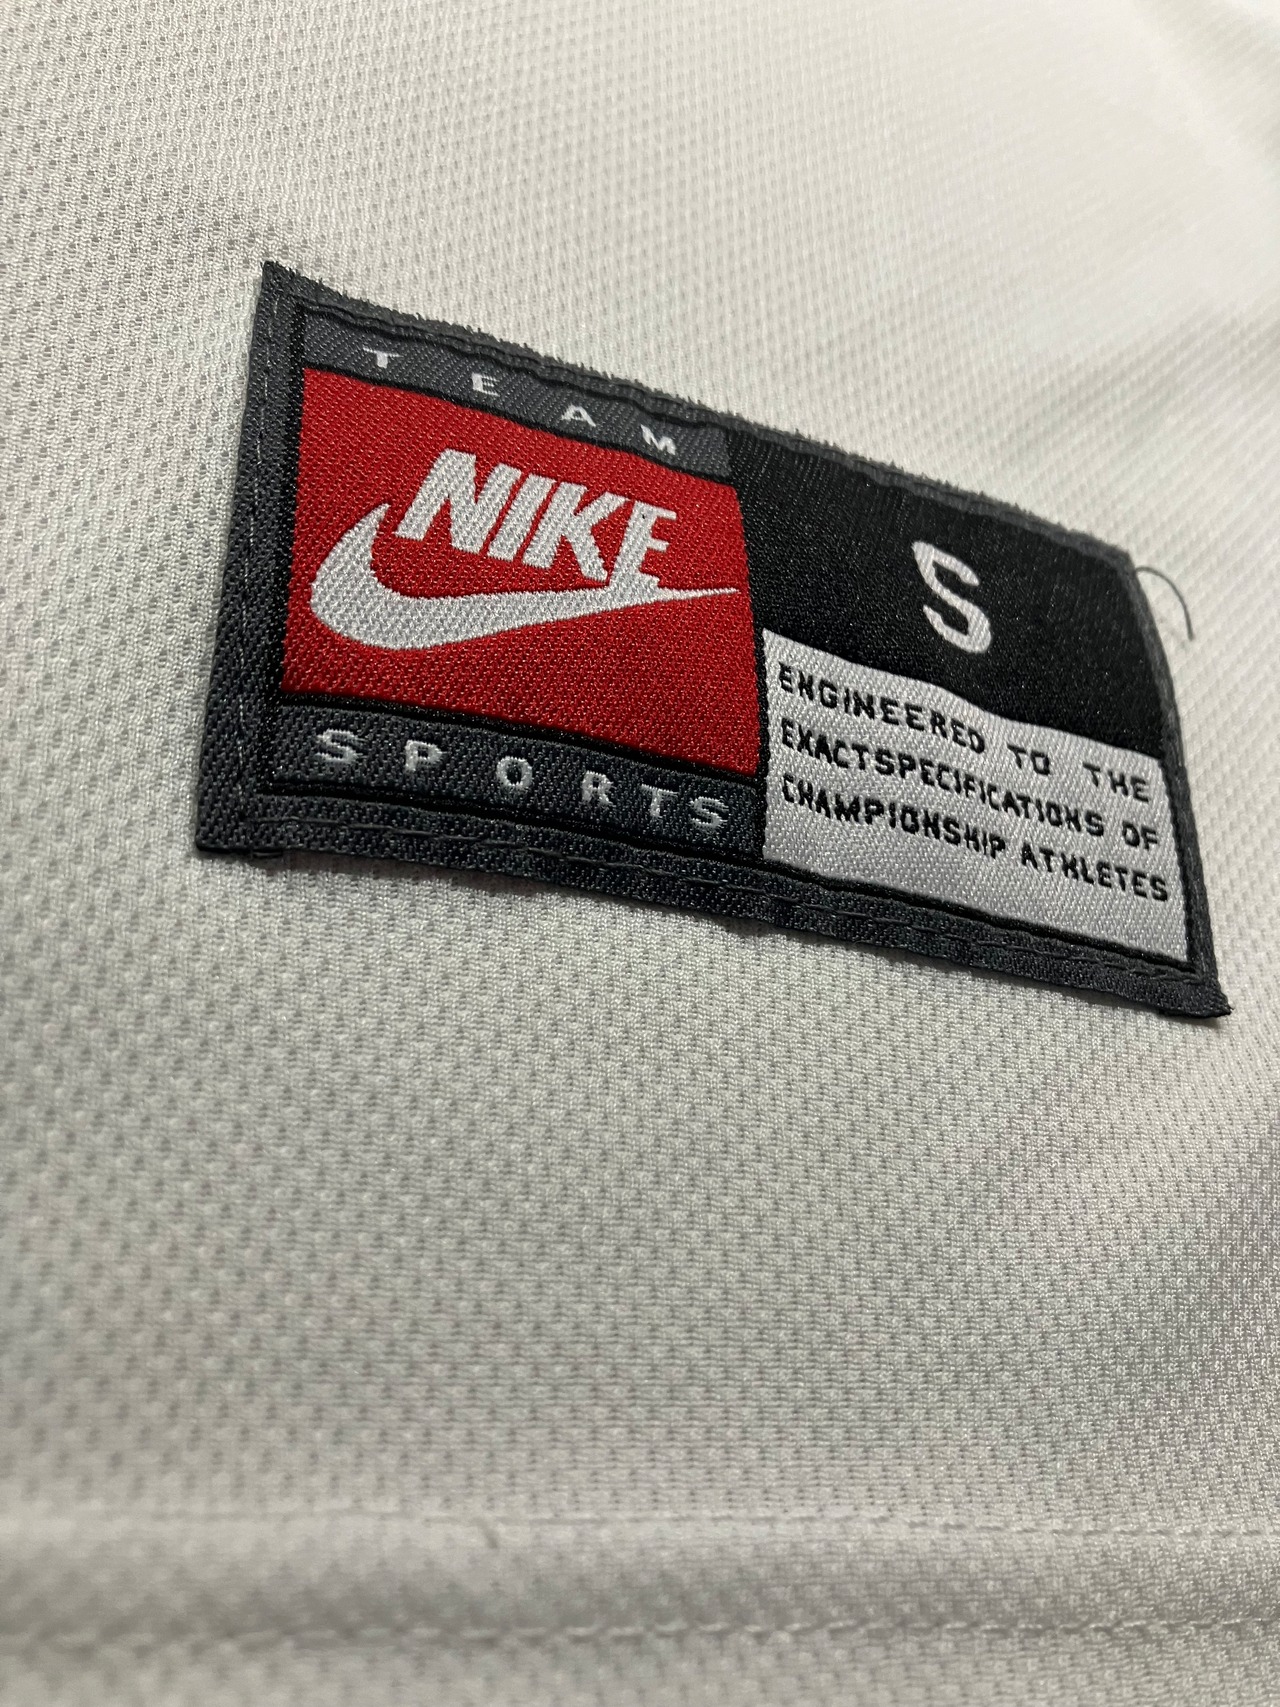 TEAM
NIKE
SPORTS
S
ENGINEERED TO THE
EXACTSPECIFICATIONS OF
CHAMPIONSHIP ATHLETES